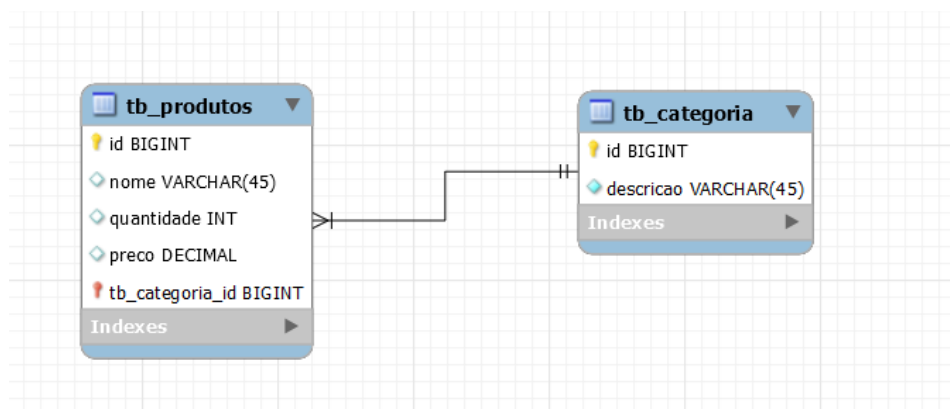 tb_produtos
id BIGINT
nome VARCHAR(45)
quantidade INT
preco DECIMAL
tb_categoria_id BIGINT
Indexes
tb_categoria
id BIGINT
descricao VARCHAR(45)
Indexes